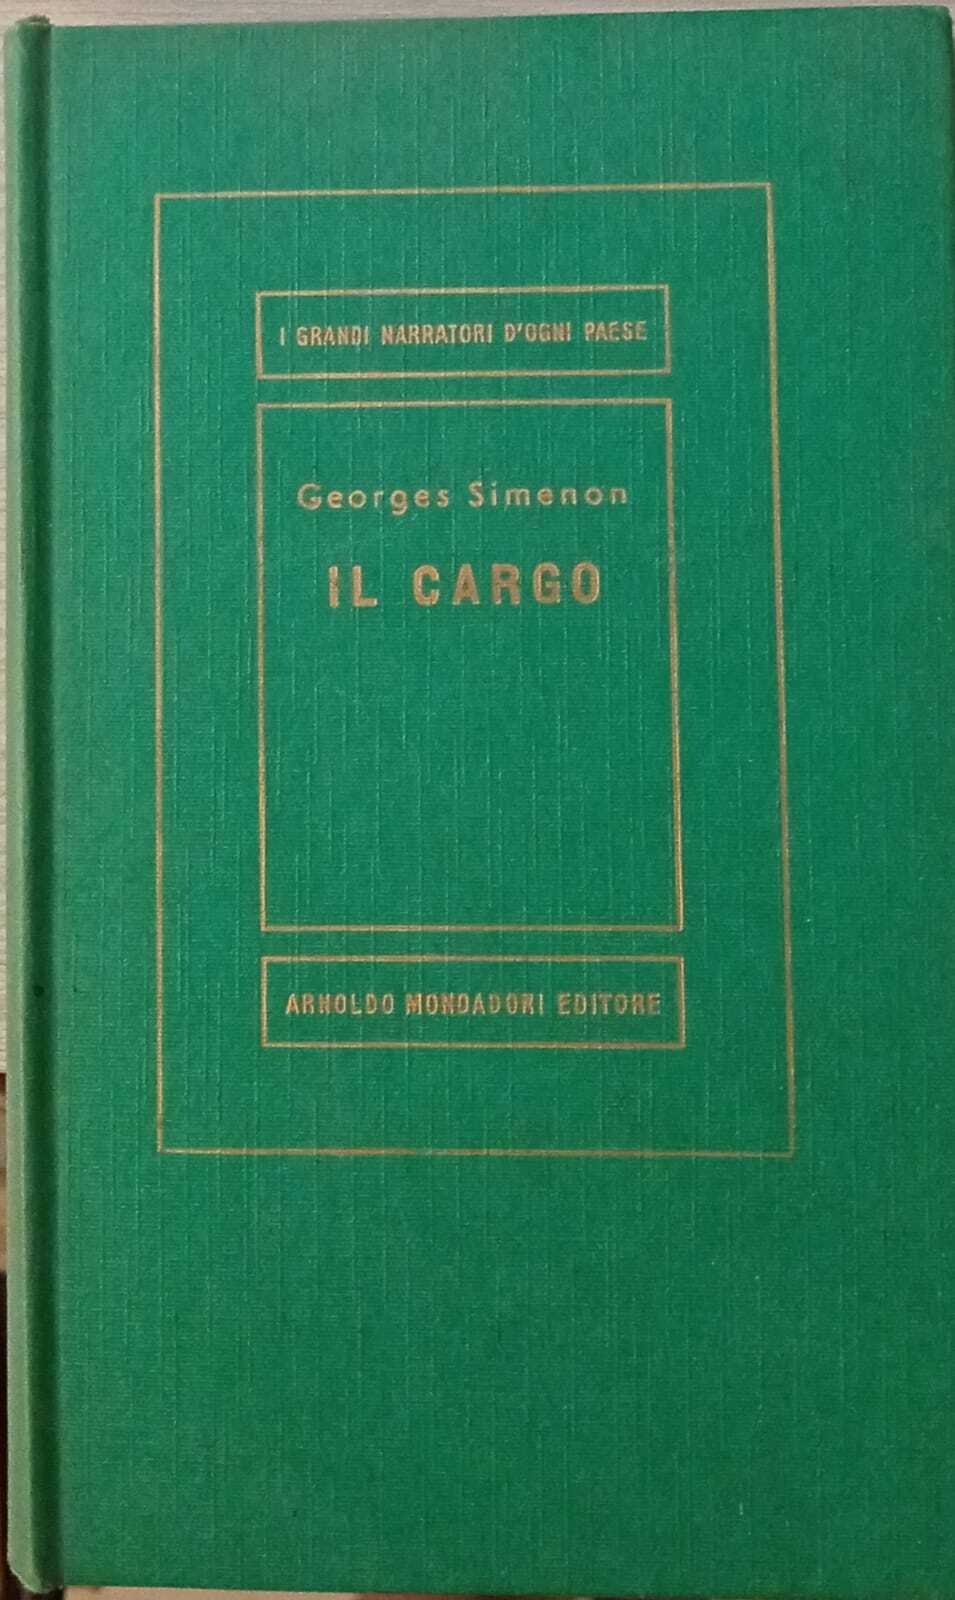 I GRANDI NARRATORI D'OGNI PAESE
Georges Simenon
IL CARGO
ARNOLDO MONDADORI EDITORE